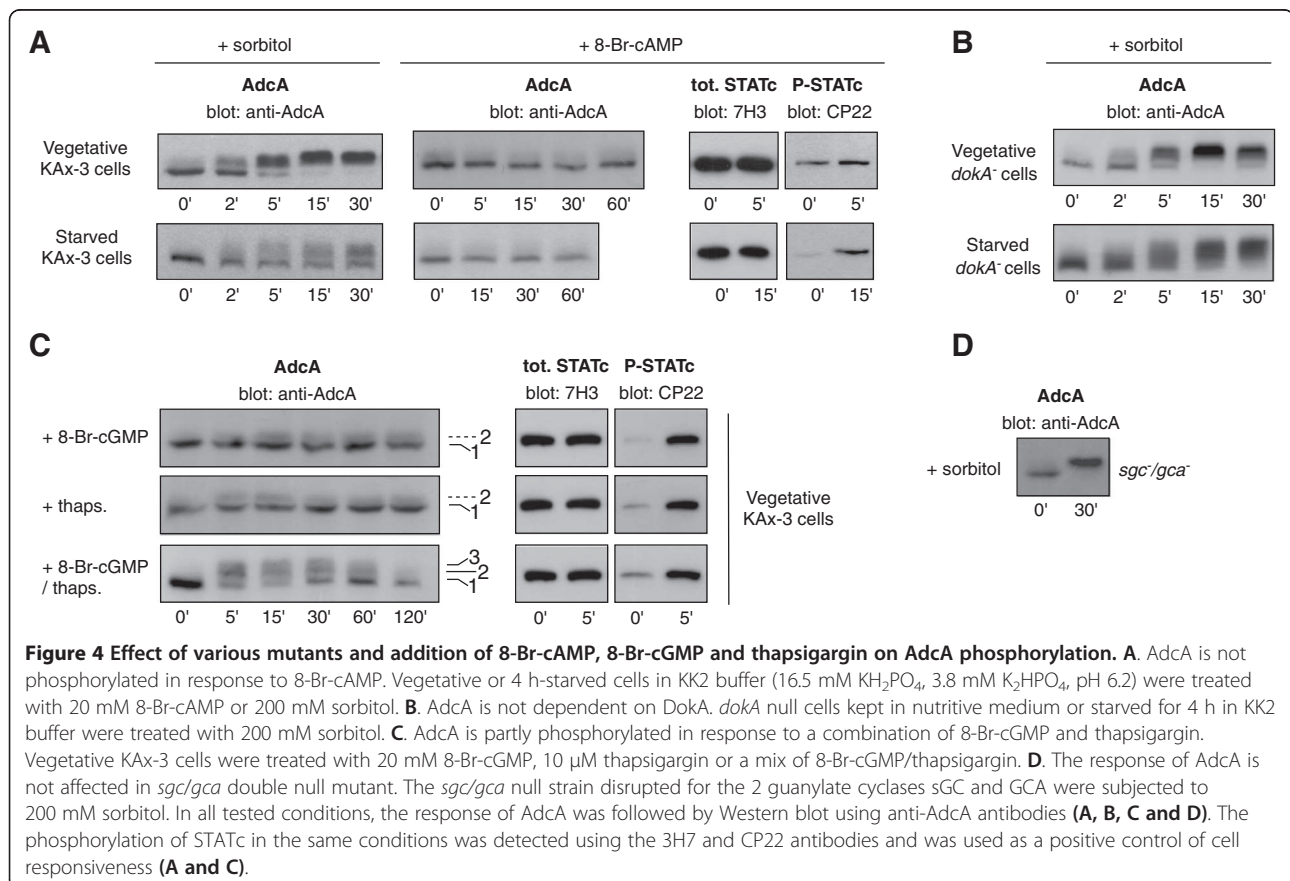 A
+ sorbitol
+ 8-Br-cAMP
AdcA
blot: anti-AdcA
AdcA
blot: anti-AdcA
tot. STATc
blot: 7H3
P-STATc
blot: CP22
Vegetative
KAx-3 cells
0' 2' 5' 15' 30'
0' 5' 15' 30' 60'
0' 5'
0' 5'
Starved
KAx-3 cells
0' 2' 5' 15' 30'
0' 15' 30' 60'
0' 15'
0' 15'
B
+ sorbitol
AdcA
blot: anti-AdcA
Vegetative
dokA- cells
0' 2' 5' 15' 30'
Starved
dokA- cells
0' 2' 5' 15' 30'
C
AdcA
blot: anti-AdcA
tot. STATc
blot: 7H3
P-STATc
blot: CP22
+ 8-Br-cGMP
2
1
+ thaps.
2
1
+ 8-Br-cGMP
/ thaps.
3
2
1
0' 5' 15' 30' 60' 120'
0' 5'
0' 5'
Vegetative
KAx-3 cells
D
AdcA
blot: anti-AdcA
+ sorbitol
sgc-/gca-
0' 30'
Figure 4 Effect of various mutants and addition of 8-Br-cAMP, 8-Br-cGMP and thapsigargin on AdcA phosphorylation. A. AdcA is not
phosphorylated in response to 8-Br-cAMP. Vegetative or 4 h-starved cells in KK2 buffer (16.5 mM KH2PO4, 3.8 mM K2HPO4, pH 6.2) were treated
with 20 mM 8-Br-cAMP or 200 mM sorbitol. B. AdcA is not dependent on DokA. dokA null cells kept in nutritive medium or starved for 4 h in KK2
buffer were treated with 200 mM sorbitol. C. AdcA is partly phosphorylated in response to a combination of 8-Br-cGMP and thapsigargin.
Vegetative KAx-3 cells were treated with 20 mM 8-Br-cGMP, 10 μM thapsigargin or a mix of 8-Br-cGMP/thapsigargin. D. The response of AdcA is
not affected in sgc/gca double null mutant. The sgc/gca null strain disrupted for the 2 guanylate cyclases sGC and GCA were subjected to
200 mM sorbitol. In all tested conditions, the response of AdcA was followed by Western blot using anti-AdcA antibodies (A, B, C and D). The
phosphorylation of STATc in the same conditions was detected using the 3H7 and CP22 antibodies and was used as a positive control of cell
responsiveness (A and C).